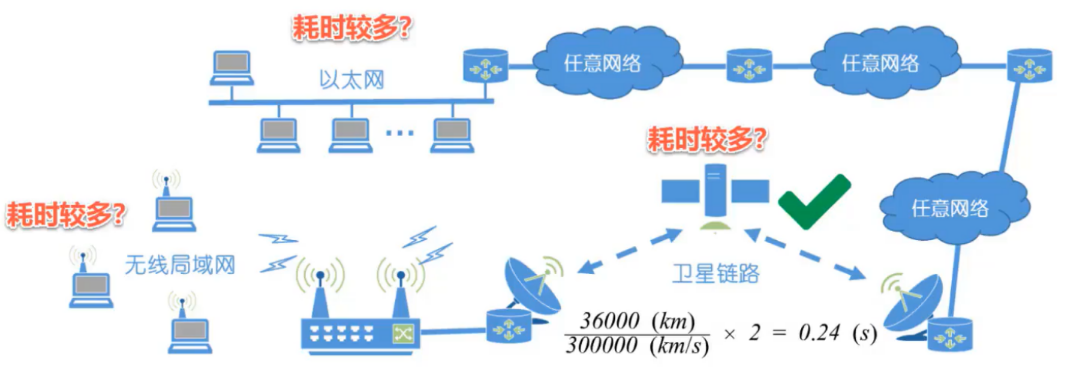 耗时较多?
以太网
任意网络
任意网络
···
耗时较多?
耗时较多?
任意网络
无线局域网
卫星链路
36000 (km)
300000 (km/s)
× 2 = 0.24 (s)